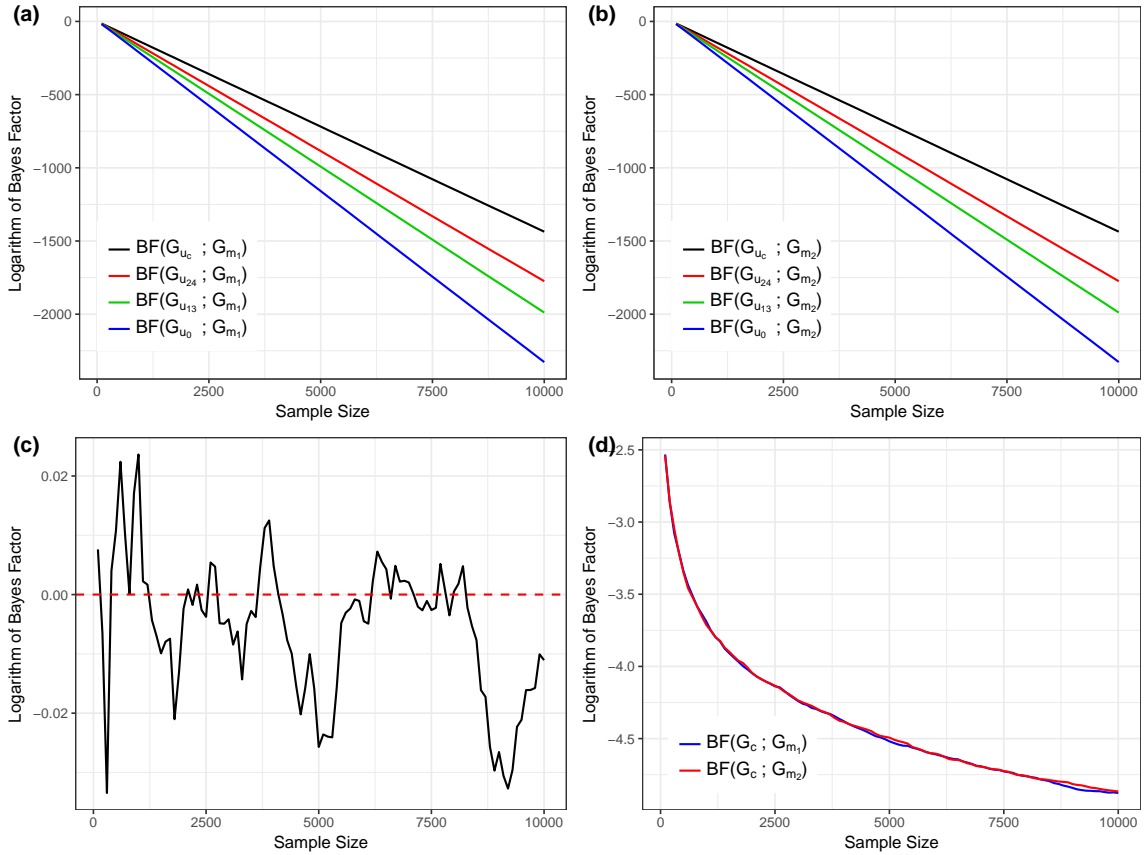 (a)
Logarithm of Bayes Factor
0
−500
−1000
−1500
−2000
BF(G_{u_c} ; G_{m_1})
BF(G_{u_{24}} ; G_{m_1})
BF(G_{u_{13}} ; G_{m_1})
BF(G_{u_0} ; G_{m_1})
0 2500 5000 7500 10000
Sample Size
(b)
Logarithm of Bayes Factor
0
−500
−1000
−1500
−2000
BF(G_{u_c} ; G_{m_2})
BF(G_{u_{24}} ; G_{m_2})
BF(G_{u_{13}} ; G_{m_2})
BF(G_{u_0} ; G_{m_2})
0 2500 5000 7500 10000
Sample Size
(c)
Logarithm of Bayes Factor
0.02
0.00
−0.02
0 2500 5000 7500 10000
Sample Size
(d)
Logarithm of Bayes Factor
−2.5
−3.0
−3.5
−4.0
−4.5
BF(G_c ; G_{m_1})
BF(G_c ; G_{m_2})
0 2500 5000 7500 10000
Sample Size